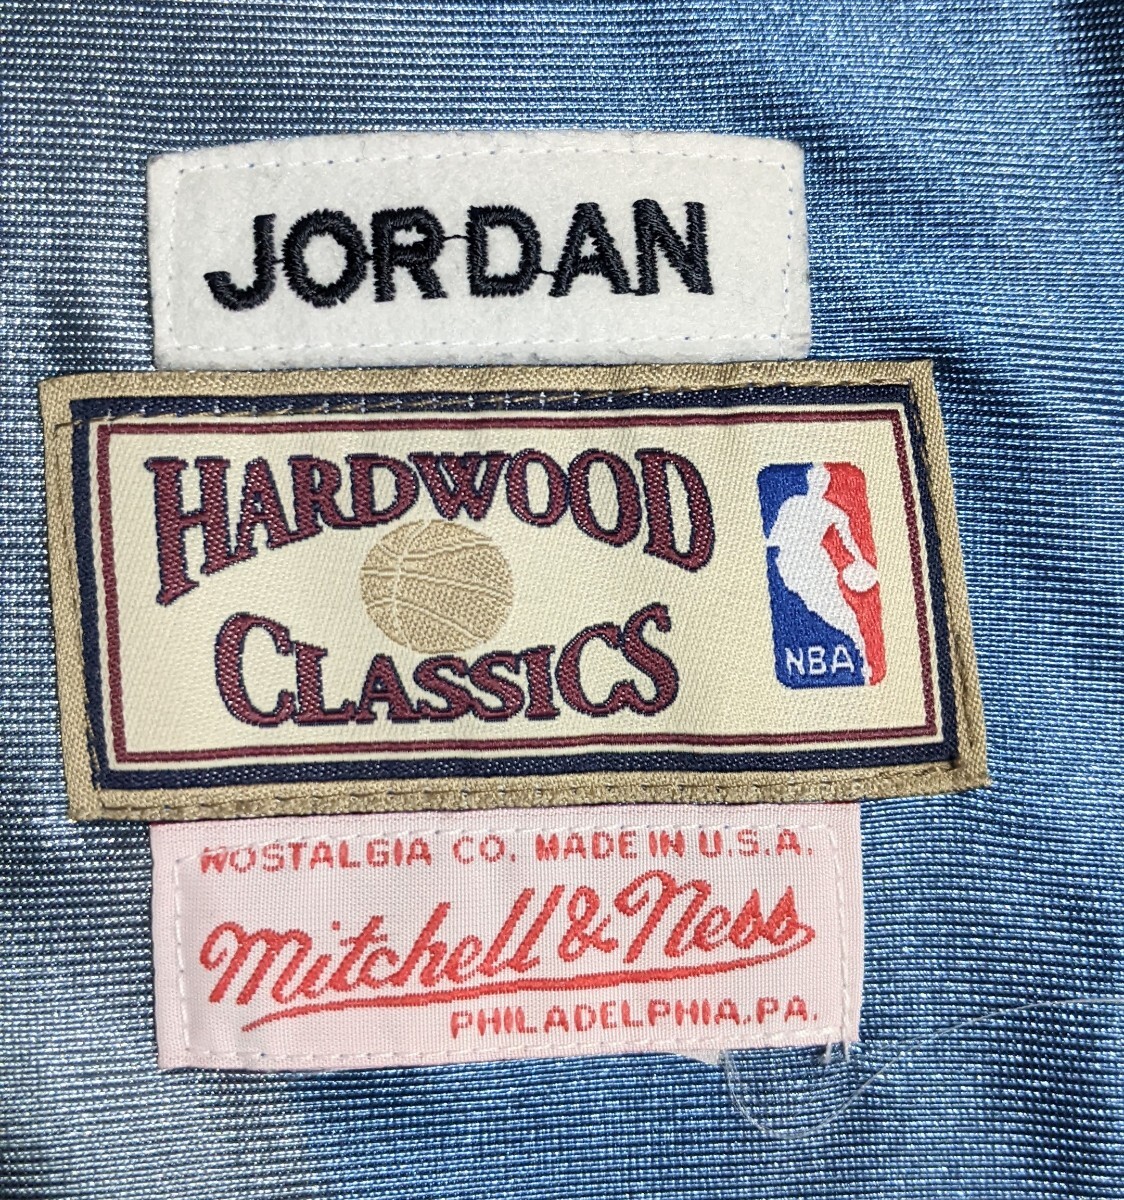 JORDAN
HARDWOOD
CLASSICS
NBA
NOSTALGIA CO. MADE IN U.S.A.
Mitchell & Ness
PHILADELPHIA, PA.